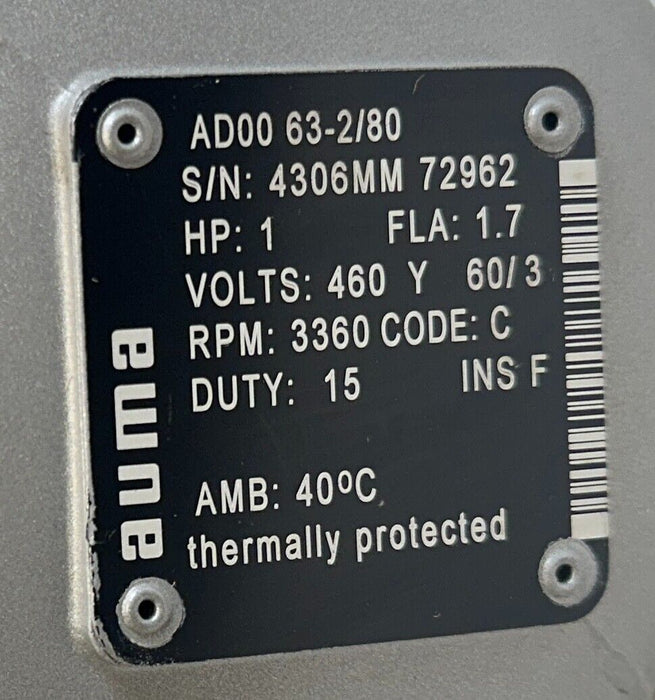 AD00 63-2/80
S/N: 4306MM 72962
HP: 1 FLA: 1.7
VOLTS: 460 Y 60/3
RPM: 3360 CODE: C
DUTY: 15 INS F
AMB: 40ºC
thermally protected
auma